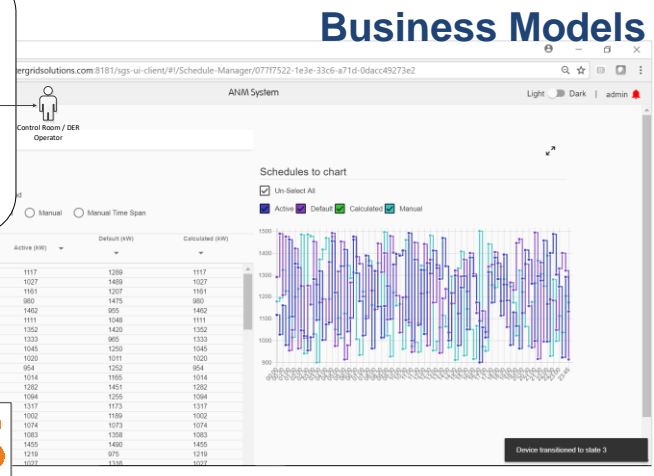 Business Models
ergridsolutions.com:8181/sgs-ui-client/#!/Schedule-Manager/077f7522-1e3e-33c6-a71d-0dacc49273e2
ANM System
Light Dark | admin
Control Room / DER
Operator
Schedules to chart
Un-Select All
Manual Manual Time Span
Active Default Calculated Manual
Active (kW) Default (kW) Calculated (kW)
1117 1289 1117
1027 1489 1027
1161 1207 1161
980 1475 980
1462 955 1462
1111 1048 1111
1352 1420 1352
1333 965 1333
1045 1250 1045
1020 1011 1020
954 1252 954
1014 1165 1014
1282 1451 1282
1094 1255 1094
1317 1173 1317
1002 1189 1002
1074 1073 1074
1083 1358 1083
1455 1490 1455
1219 975 1219
1027 1316 1027
1500
1400
1300
1200
1100
1000
900
23:45
Device transitioned to state 3